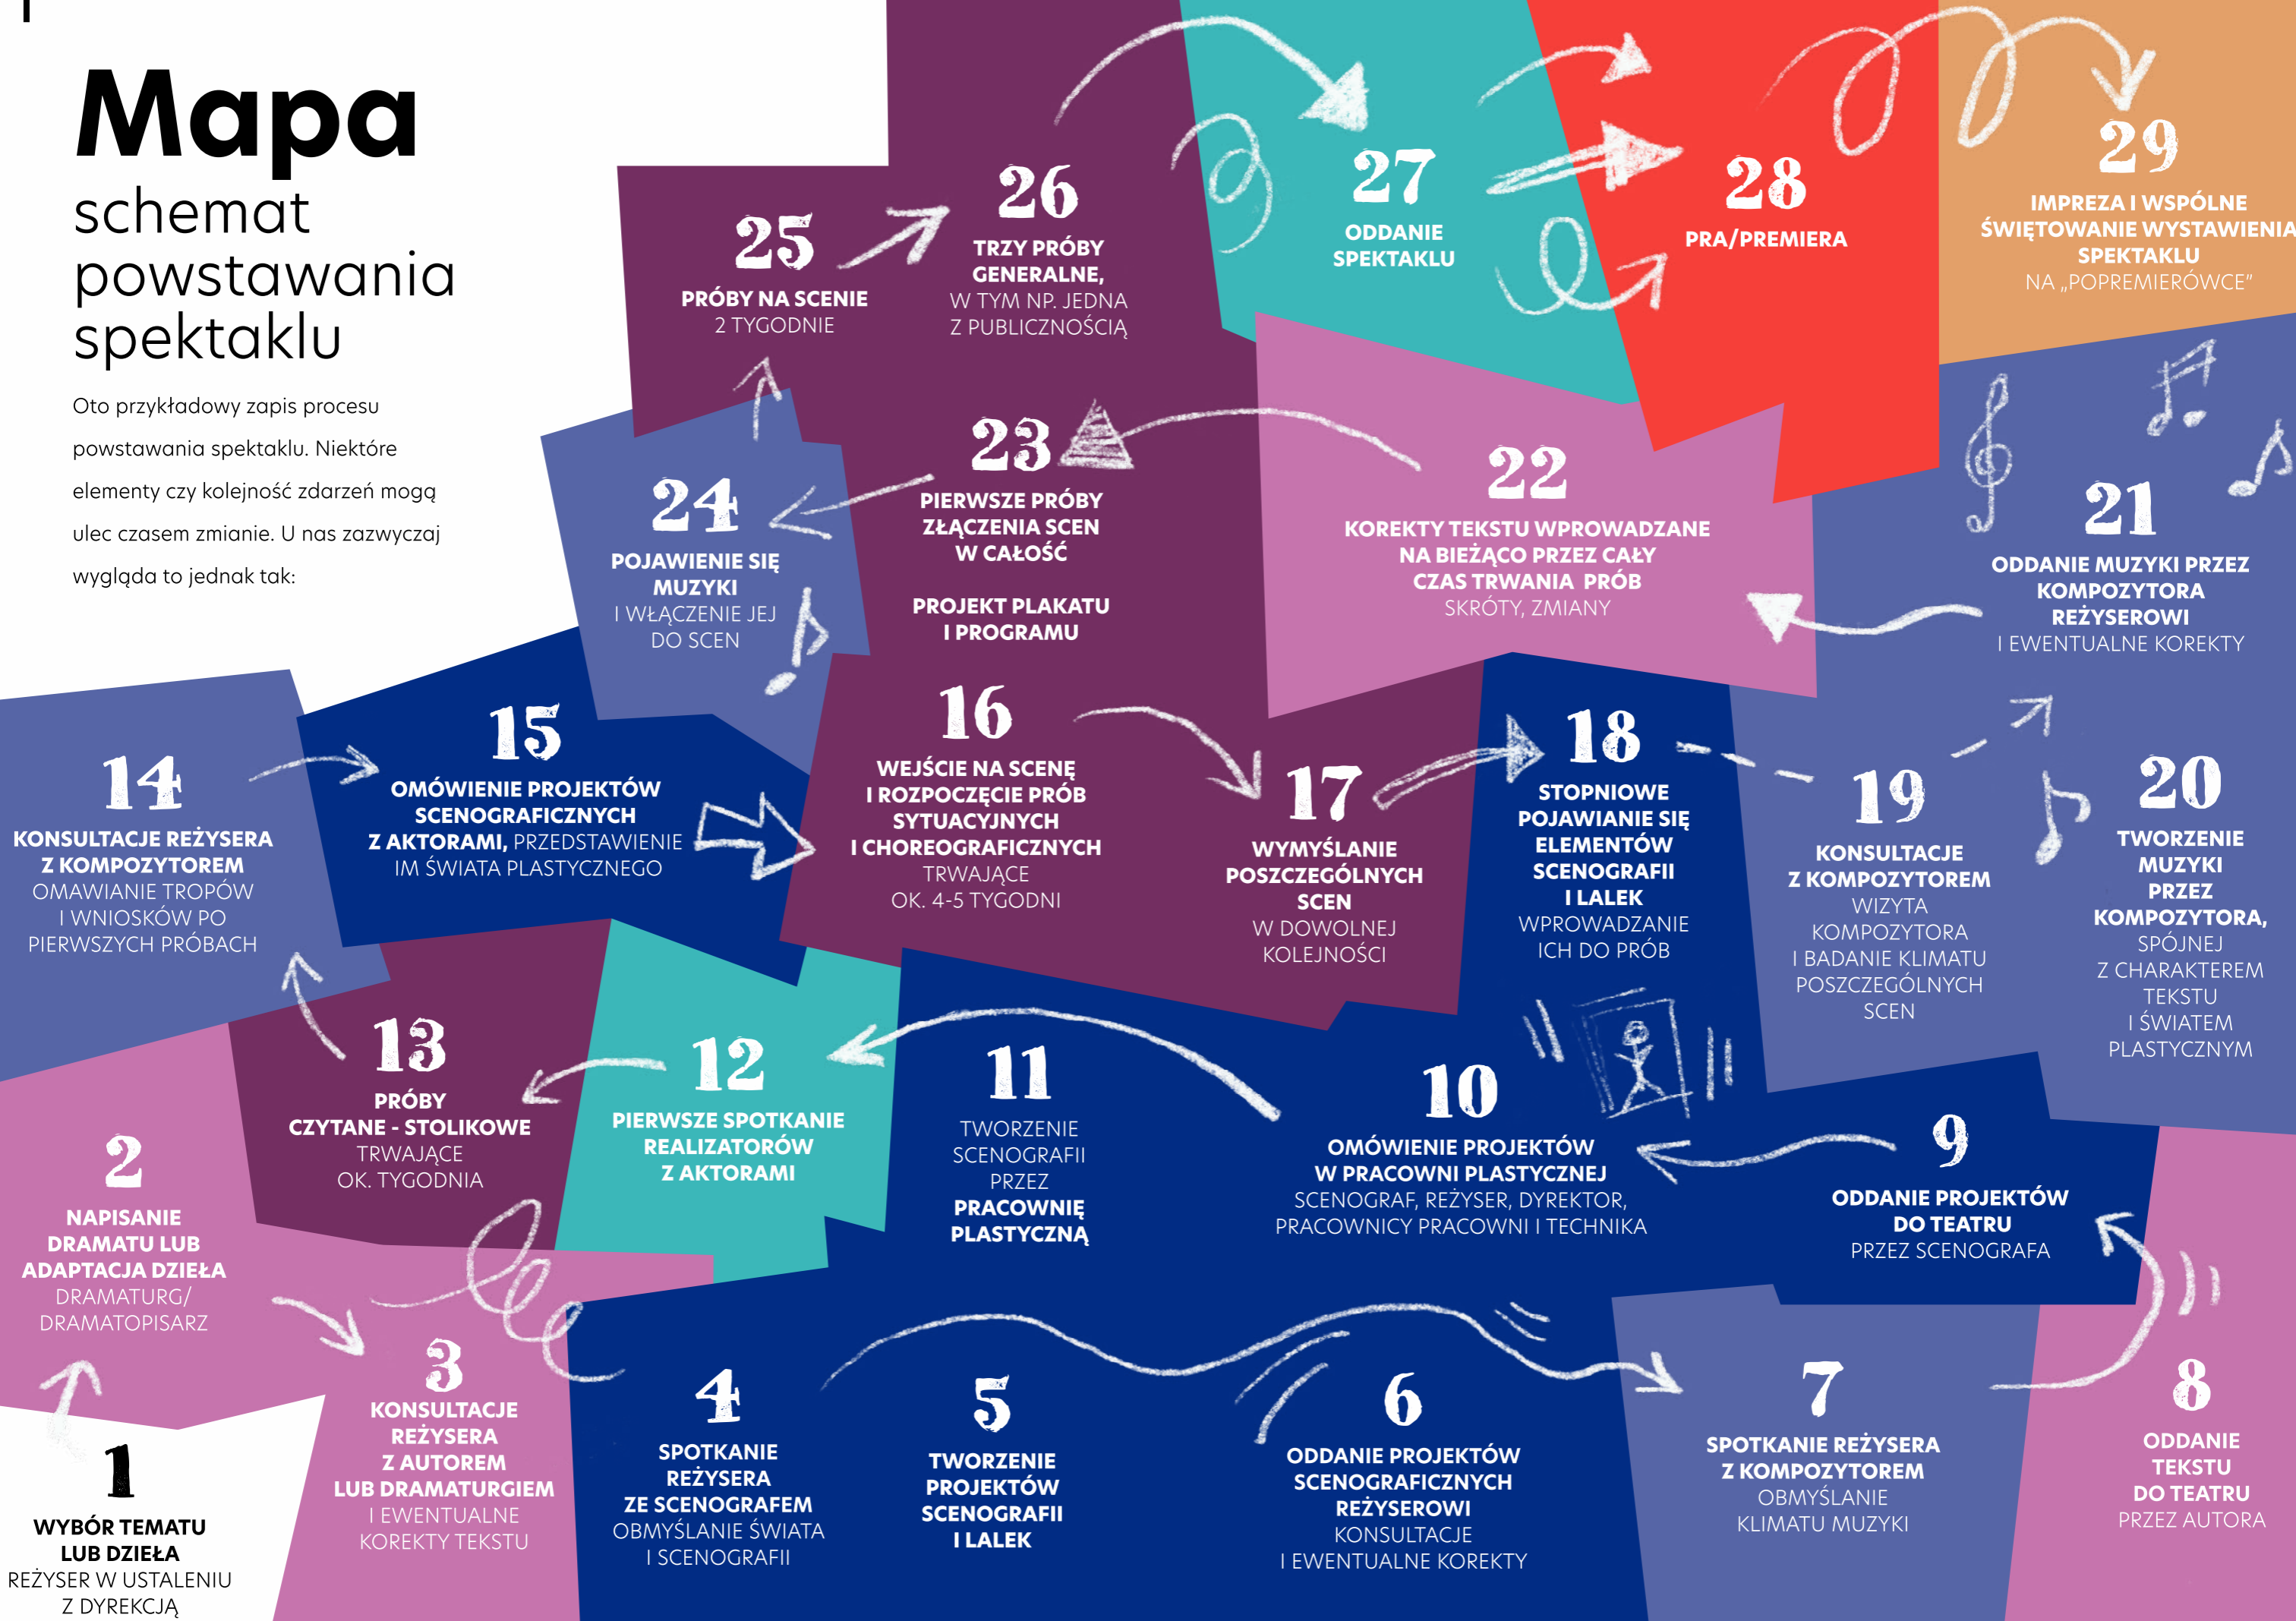 Mapa
schemat
powstawania
spektaklu
Oto przykładowy zapis procesu
powstawania spektaklu. Niektóre
elementy czy kolejność zdarzeń mogą
ulec czasem zmianie. U nas zazwyczaj
wygląda to jednak tak:
1
WYBÓR TEMATU
LUB DZIEŁA
REŻYSER W USTALENIU
Z DYREKCJĄ
2
NAPISANIE
DRAMATU LUB
ADAPTACJA DZIEŁA
DRAMATURG/
DRAMATOPISARZ
3
KONSULTACJE
REŻYSERA
Z AUTOREM
LUB DRAMATURGIEM
I EWENTUALNE
KOREKTY TEKSTU
4
SPOTKANIE
REŻYSERA
ZE SCENOGRAFEM
OBMYŚLANIE ŚWIATA
I SCENOGRAFII
5
TWORZENIE
PROJEKTÓW
SCENOGRAFII
I LALEK
6
ODDANIE PROJEKTÓW
SCENOGRAFICZNYCH
REŻYSEROWI
KONSULTACJE
I EWENTUALNE KOREKTY
7
SPOTKANIE REŻYSERA
Z KOMPOZYTOREM
OBMYŚLANIE
KLIMATU MUZYKI
8
ODDANIE
TEKSTU
DO TEATRU
PRZEZ AUTORA
9
ODDANIE PROJEKTÓW
DO TEATRU
PRZEZ SCENOGRAFA
10
OMÓWIENIE PROJEKTÓW
W PRACOWNI PLASTYCZNEJ
SCENOGRAF, REŻYSER, DYREKTOR,
PRACOWNICY PRACOWNI I TECHNIKA
11
TWORZENIE
SCENOGRAFII
PRZEZ
PRACOWNIĘ
PLASTYCZNĄ
12
PIERWSZE SPOTKANIE
REALIZATORÓW
Z AKTORAMI
13
PRÓBY
CZYTANE - STOLIKOWE
TRWAJĄCE
OK. TYGODNIA
14
KONSULTACJE REŻYSERA
Z KOMPOZYTOREM
OMAWIANIE TROPÓW
I WNIOSKÓW PO
PIERWSZYCH PRÓBACH
15
OMÓWIENIE PROJEKTÓW
SCENOGRAFICZNYCH
Z AKTORAMI, PRZEDSTAWIENIE
IM ŚWIATA PLASTYCZNEGO
16
WEJŚCIE NA SCENĘ
I ROZPOCZĘCIE PRÓB
SYTUACYJNYCH
I CHOREOGRAFICZNYCH
TRWAJĄCE
OK. 4-5 TYGODNI
17
WYMYŚLANIE
POSZCZEGÓLNYCH
SCEN
W DOWOLNEJ
KOLEJNOŚCI
18
STOPNIOWE
POJAWIANIE SIĘ
ELEMENTÓW
SCENOGRAFII
I LALEK
WPROWADZANIE
ICH DO PRÓB
19
KONSULTACJE
Z KOMPOZYTOREM
WIZYTA
KOMPOZYTORA
I BADANIE KLIMATU
POSZCZEGÓLNYCH
SCEN
20
TWORZENIE
MUZYKI
PRZEZ
KOMPOZYTORA,
SPÓJNEJ
Z CHARAKTEREM
TEKSTU
I ŚWIATEM
PLASTYCZNYM
21
ODDANIE MUZYKI PRZEZ
KOMPOZYTORA
REŻYSEROWI
I EWENTUALNE KOREKTY
22
KOREKTY TEKSTU WPROWADZANE
NA BIEŻĄCO PRZEZ CAŁY
CZAS TRWANIA PRÓB
SKRÓTY, ZMIANY
23
PIERWSZE PRÓBY
ZŁĄCZENIA SCEN
W CAŁOŚĆ
PROJEKT PLAKATU
I PROGRAMU
24
POJAWIENIE SIĘ
MUZYKI
I WŁĄCZENIE JEJ
DO SCEN
25
PRÓBY NA SCENIE
2 TYGODNIE
26
TRZY PRÓBY
GENERALNE,
W TYM NP. JEDNA
Z PUBLICZNOŚCIĄ
27
ODDANIE
SPEKTAKLU
28
PRA/PREMIERA
29
IMPREZA I WSPÓLNE
ŚWIĘTOWANIE WYSTAWIENIA
SPEKTAKLU
NA „POPREMIERÓWCE”